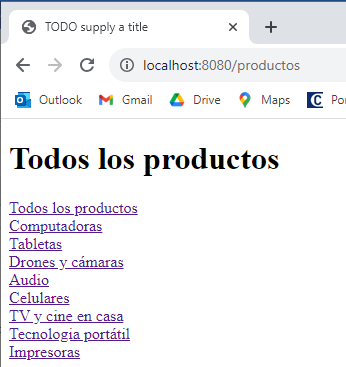 TODO supply a title
localhost:8080/productos
Outlook Gmail Drive Maps C Po
Todos los productos
Todos los productos
Computadoras
Tabletas
Drones y cámaras
Audio
Celulares
TV y cine en casa
Tecnologia portátil
Impresoras